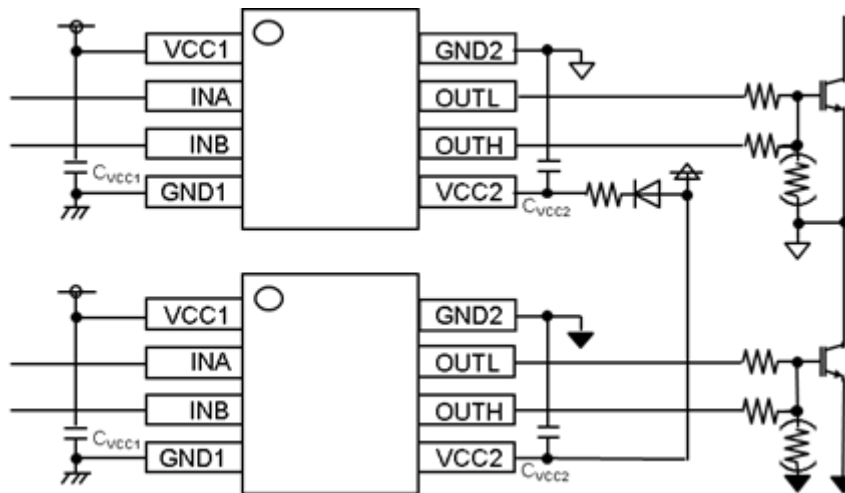 VCC1 GND2
INA OUTL
INB OUTH
CVCC1 GND1 VCC2 CVCC2
VCC1 GND2
INA OUTL
INB OUTH
CVCC1 GND1 VCC2 CVCC2